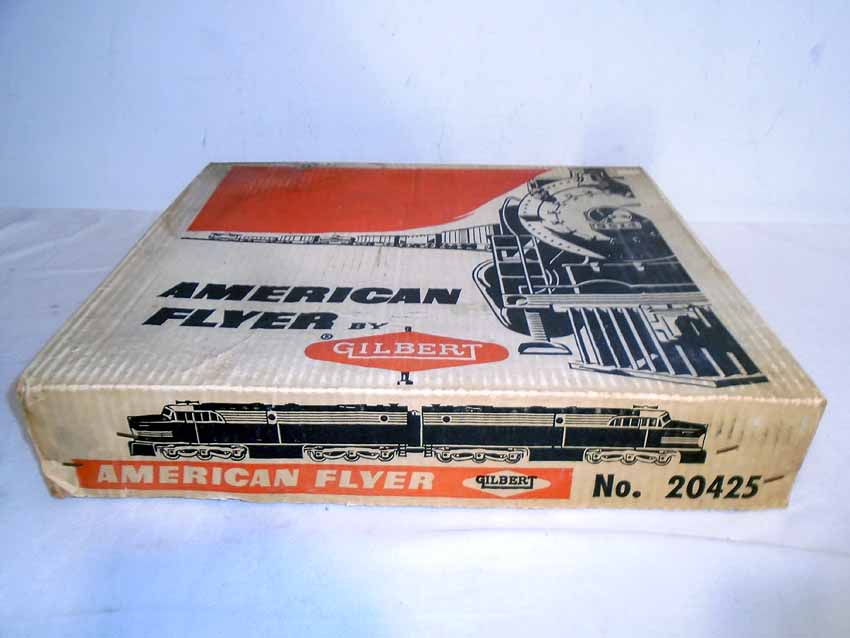 AMERICAN
FLYER BY
® GILBERT
AMERICAN FLYER GILBERT No. 20425